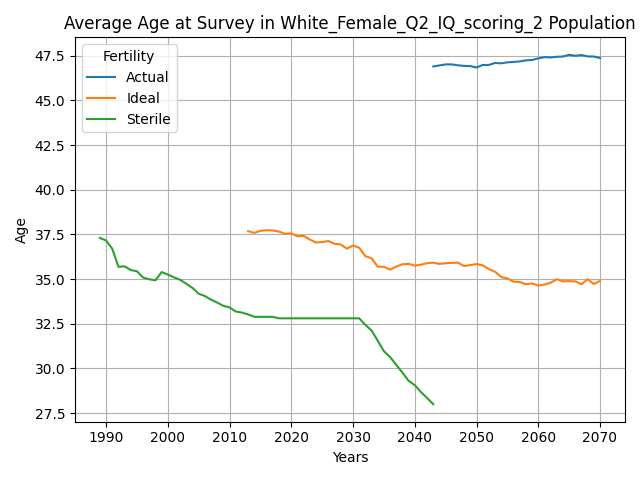 Average Age at Survey in White_Female_Q2_IQ_scoring_2 Population
Fertility
Actual
Ideal
Sterile
47.5
45.0
42.5
40.0
37.5
35.0
32.5
30.0
27.5
Age
1990 2000 2010 2020 2030 2040 2050 2060 2070
Years